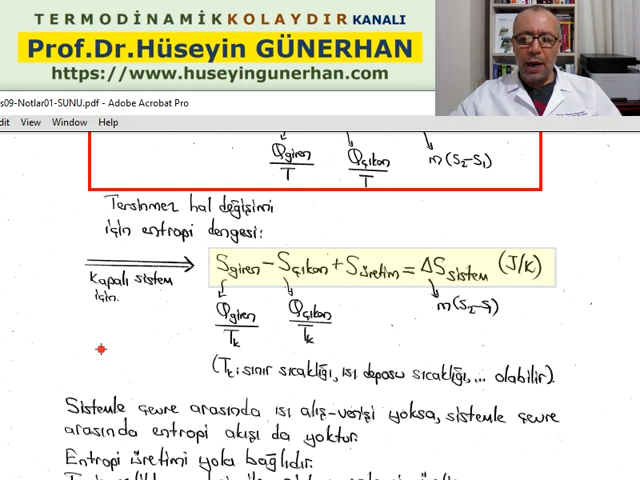 TERMODİNAMİKKOLAYDIR KANALI
Prof.Dr.Hüseyin GÜNERHAN
https://www.huseyingunerhan.com
s09-Notlar01-SUNU.pdf - Adobe Acrobat Pro
dit View Window Help
Qgiren/T Qçıkan/T m(S2-S1)
Tersinmez hal değişimi
için entropi dengesi:
Kapalı sistem
için.
Sgiren - Sçıkan + Süretim = ΔSsistem (J/K)
Qgiren/Tk Qçıkan/Tk m(S2-S1)
(Tk: sınır sıcaklığı, ısı deposu sıcaklığı, ... olabilir).
Sistemle çevre arasında ısı alış-verişi yoksa, sistemle çevre
arasında entropi akışı da yoktur.
Entropi üretimi yola bağlıdır.